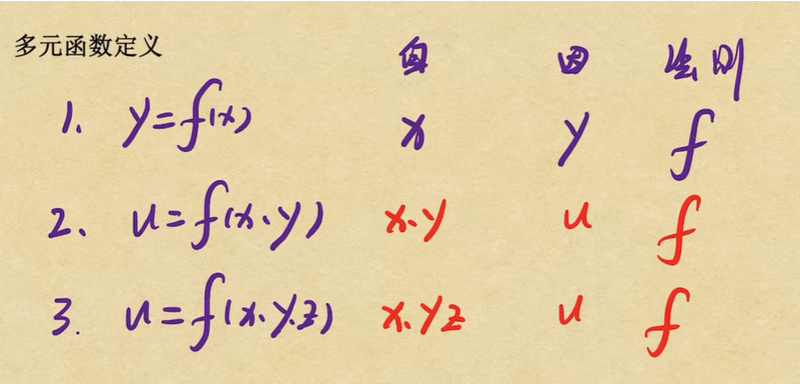 多元函数定义
自 因 法则
1. y=f(x) x y f
2、 u=f(x、y) x、y u f
3. u=f(x、y、z) x、y z u f